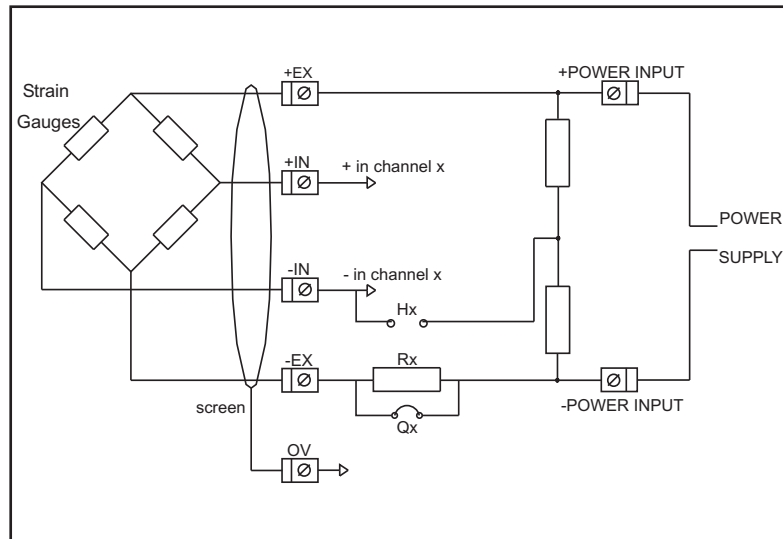 +EX
+POWER INPUT
Strain
Gauges
+IN
+ in channel x
POWER
SUPPLY
-IN
- in channel x
Hx
-EX
Rx
screen
Qx
-POWER INPUT
OV